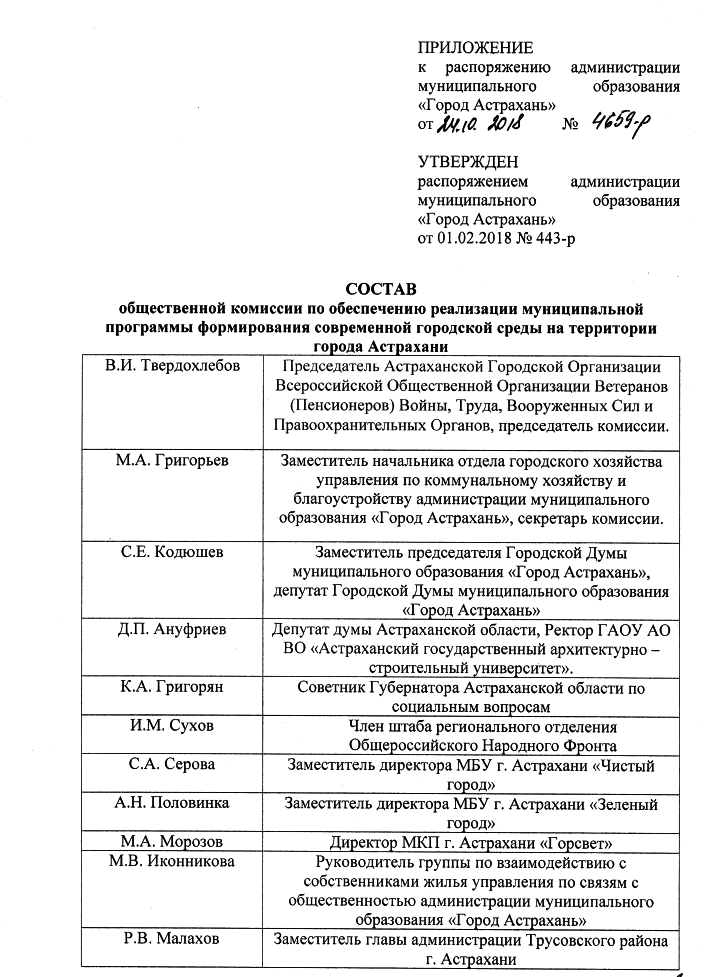 ПРИЛОЖЕНИЕ
к распоряжению администрации
муниципального образования
«Город Астрахань»
от 24.10. 2018 № 4659-р
УТВЕРЖДЕН
распоряжением администрации
муниципального образования
«Город Астрахань»
от 01.02.2018 № 443-р
СОСТАВ
общественной комиссии по обеспечению реализации муниципальной
программы формирования современной городской среды на территории
города Астрахани
В.И. Твердохлебов
Председатель Астраханской Городской Организации
Всероссийской Общественной Организации Ветеранов
(Пенсионеров) Войны, Труда, Вооруженных Сил и
Правоохранительных Органов, председатель комиссии.
М.А. Григорьев
Заместитель начальника отдела городского хозяйства
управления по коммунальному хозяйству и
благоустройству администрации муниципального
образования «Город Астрахань», секретарь комиссии.
С.Е. Кодюшев
Заместитель председателя Городской Думы
муниципального образования «Город Астрахань»,
депутат Городской Думы муниципального образования
«Город Астрахань»
Д.П. Ануфриев
Депутат думы Астраханской области, Ректор ГАОУ АО
ВО «Астраханский государственный архитектурно –
строительный университет».
К.А. Григорян
Советник Губернатора Астраханской области по
социальным вопросам
И.М. Сухов
Член штаба регионального отделения
Общероссийского Народного Фронта
С.А. Серова
Заместитель директора МБУ г. Астрахани «Чистый
город»
А.Н. Половинка
Заместитель директора МБУ г. Астрахани «Зеленый
город»
М.А. Морозов
Директор МКП г. Астрахани «Горсвет»
М.В. Иконникова
Руководитель группы по взаимодействию с
собственниками жилья управления по связям с
общественностью администрации муниципального
образования «Город Астрахань»
Р.В. Малахов
Заместитель главы администрации Трусовского района
г. Астрахани